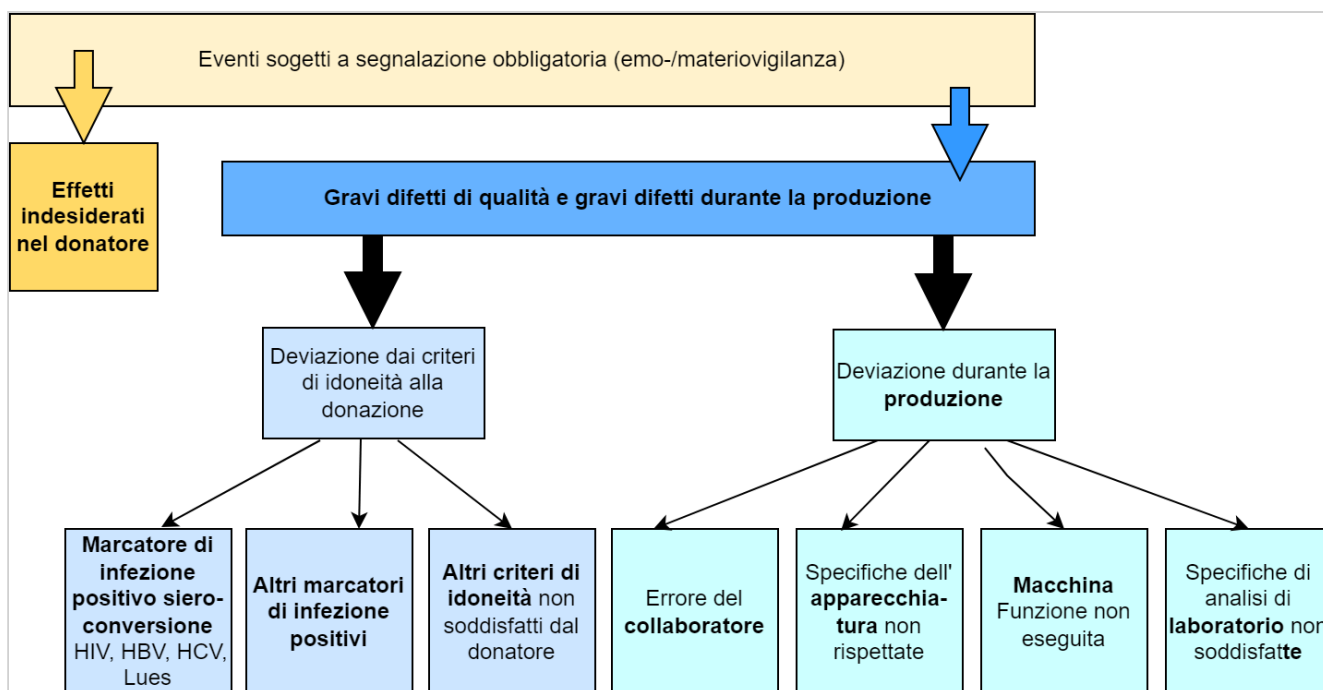 Eventi sogetti a segnalazione obbligatoria (emo-/materiovigilanza)
Effetti
indesiderati
nel donatore
Gravi difetti di qualità e gravi difetti durante la produzione
Deviazione dai criteri
di idoneità alla
donazione
Deviazione durante la
produzione
Marcatore di
infezione
positivo siero-
conversione
HIV, HBV, HCV,
Lues
Altri marcatori
di infezione
positivi
Altri criteri di
idoneità non
soddisfatti dal
donatore
Errore del
collaboratore
Specifiche dell'
apparecchia-
tura non
rispettate
Macchina
Funzione non
eseguita
Specifiche di
analisi di
laboratorio non
soddisfatte